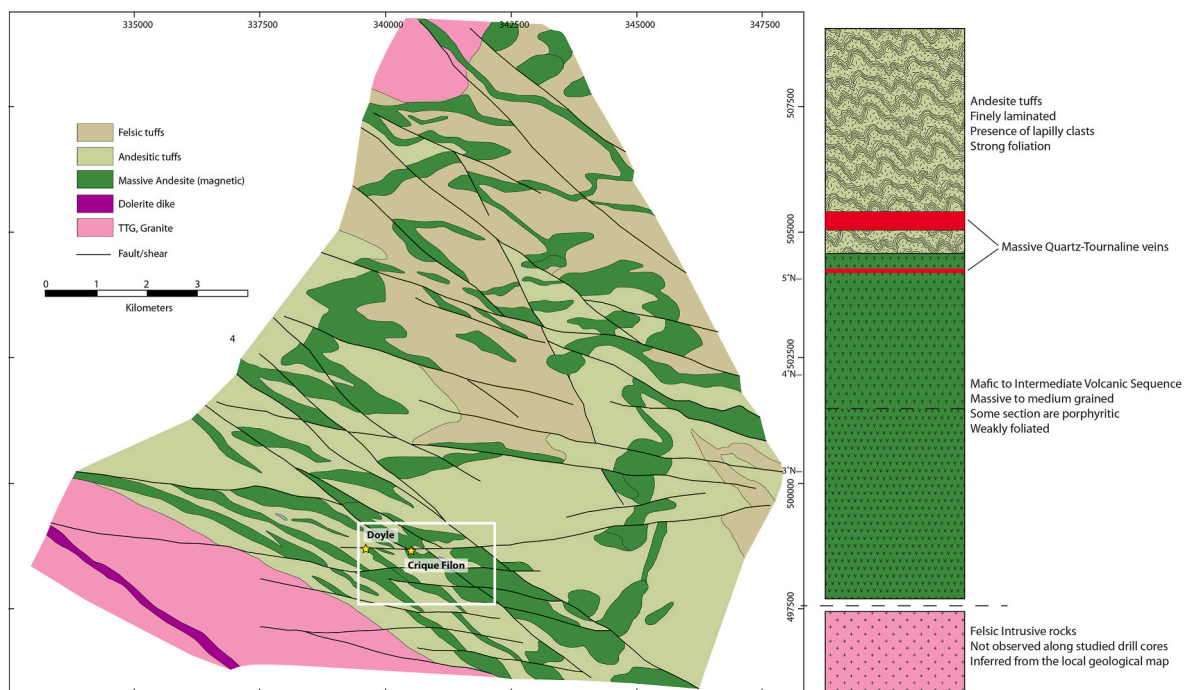 335000
337500
340000
342500
345000
347500
507500
505000
5°N
502500
4°N
3°N
500000
497500
Felsic tuffs
Andesitic tuffs
Massive Andesite (magnetic)
Dolerite dike
TTG, Granite
Fault/shear
0 1 2 3
Kilometers
4
Doyle
Crique Filon
Andesite tuffs
Finely laminated
Presence of lapilly clasts
Strong foliation
Massive Quartz-Tournaline veins
Mafic to Intermediate Volcanic Sequence
Massive to medium grained
Some section are porphyritic
Weakly foliated
Felsic Intrusive rocks
Not observed along studied drill cores
Inferred from the local geological map